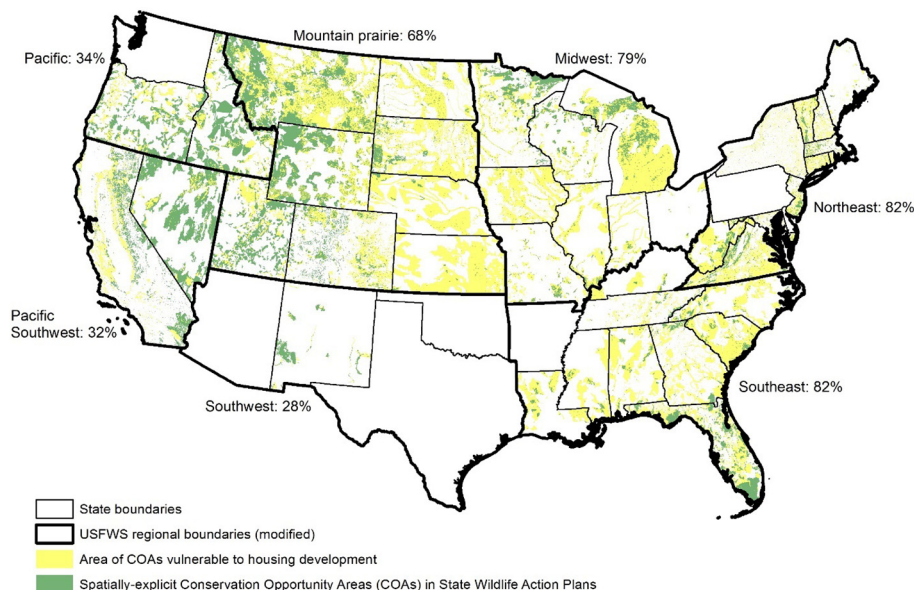 Mountain prairie: 68%
Pacific: 34%
Midwest: 79%
Northeast: 82%
Pacific
Southwest: 32%
Southeast: 82%
Southwest: 28%
State boundaries
USFWS regional boundaries (modified)
Area of COAs vulnerable to housing development
Spatially-explicit Conservation Opportunity Areas (COAs) in State Wildlife Action Plans